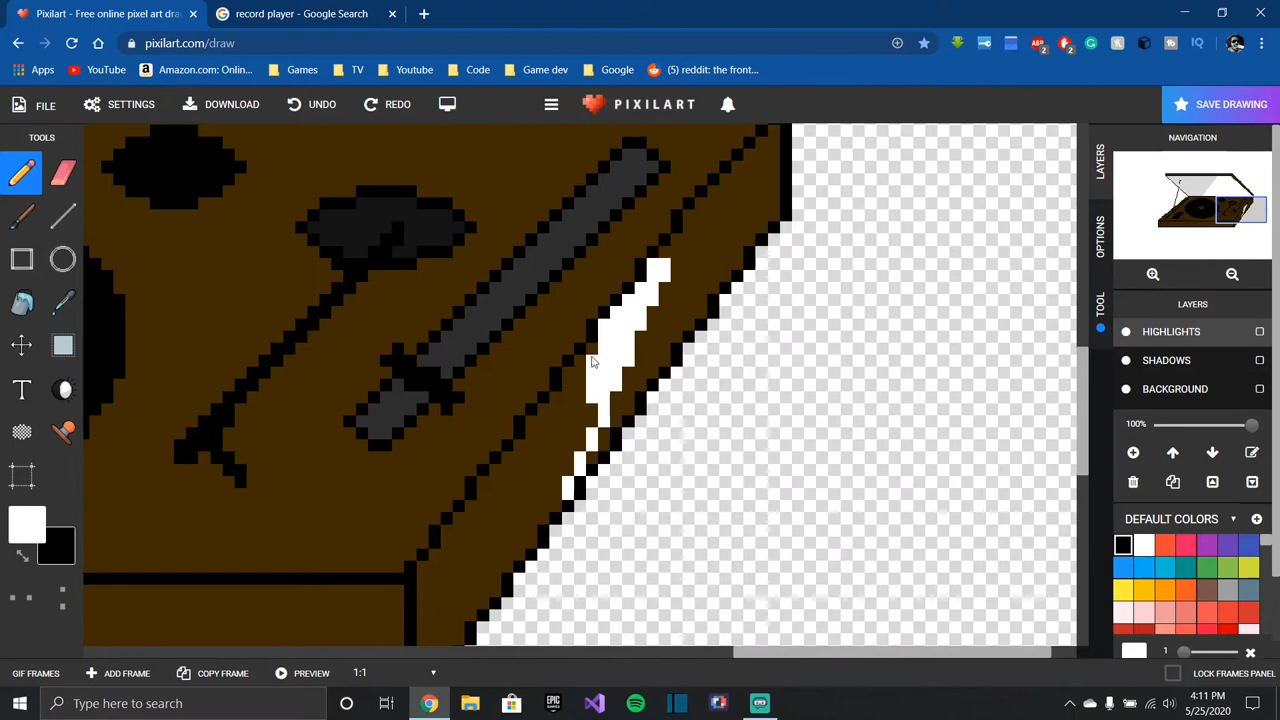 Pixilart - Free online pixel art dra
record player - Google Search
pixilart.com/draw
2
2
Apps
YouTube
Amazon.com: Onlin...
Games
TV
Youtube
Code
Game dev
Google
(5) reddit: the front...
FILE
SETTINGS
DOWNLOAD
UNDO
REDO
PIXILART
SAVE DRAWING
TOOLS
NAVIGATION
LAYERS
OPTIONS
TOOL
LAYERS
HIGHLIGHTS
SHADOWS
BACKGROUND
100%
DEFAULT COLORS
1
GIF FRAMES
ADD FRAME
COPY FRAME
PREVIEW
1:1
LOCK FRAMES PANEL
Type here to search
4:11 PM
5/25/2020